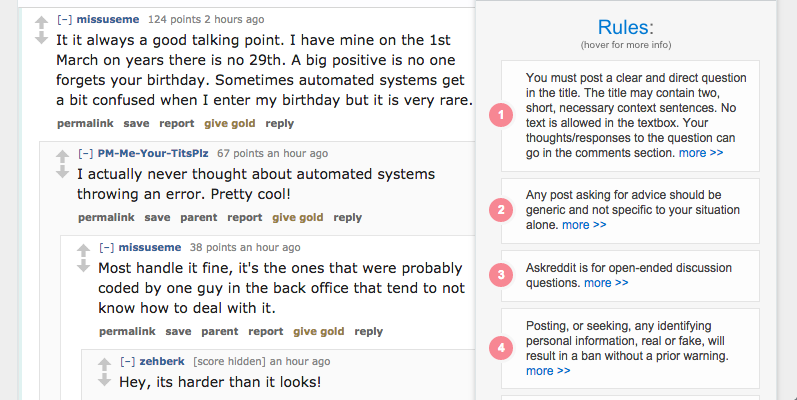 [–] missuseme 124 points 2 hours ago
It it always a good talking point. I have mine on the 1st
March on years there is no 29th. A big positive is no one
forgets your birthday. Sometimes automated systems get
a bit confused when I enter my birthday but it is very rare.
permalink save report give gold reply
[–] PM-Me-Your-TitsPlz 67 points an hour ago
I actually never thought about automated systems
throwing an error. Pretty cool!
permalink save parent report give gold reply
[–] missuseme 38 points an hour ago
Most handle it fine, it's the ones that were probably
coded by one guy in the back office that tend to not
know how to deal with it.
permalink save parent report give gold reply
[–] zehberk [score hidden] an hour ago
Hey, its harder than it looks!
Rules:
(hover for more info)
1
You must post a clear and direct question
in the title. The title may contain two,
short, necessary context sentences. No
text is allowed in the textbox. Your
thoughts/responses to the question can
go in the comments section. more >>
2
Any post asking for advice should be
generic and not specific to your situation
alone. more >>
3
Askreddit is for open-ended discussion
questions. more >>
4
Posting, or seeking, any identifying
personal information, real or fake, will
result in a ban without a prior warning.
more >>